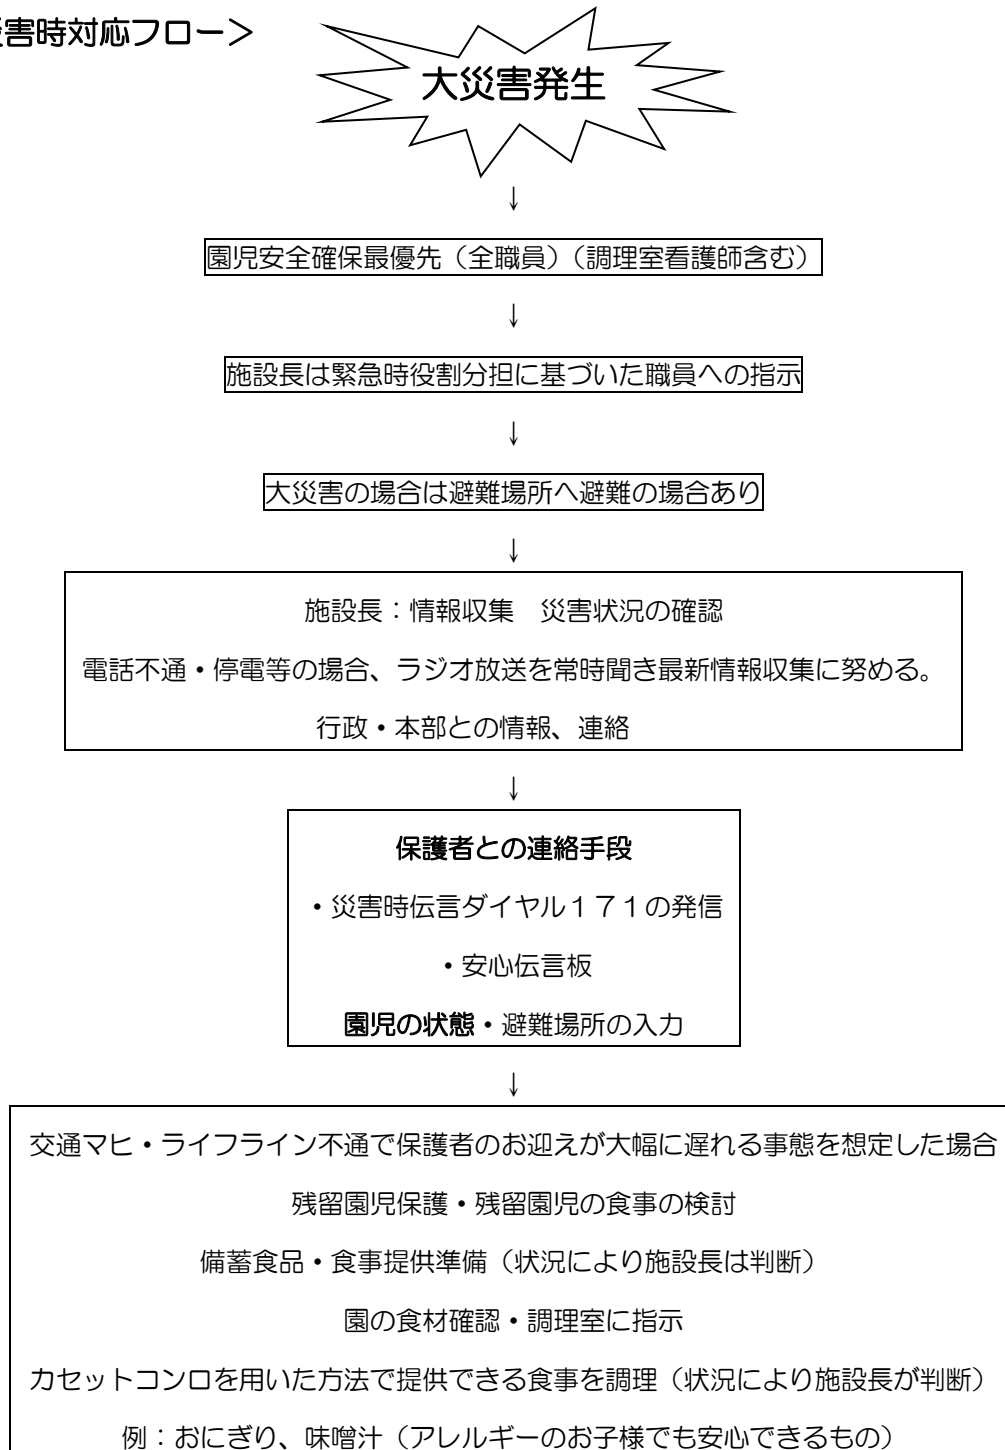 害時対応フロー＞
大災害発生
↓
園児安全確保最優先（全職員）（調理室看護師含む）
↓
施設長は緊急時役割分担に基づいた職員への指示
↓
大災害の場合は避難場所へ避難の場合あり
↓
施設長：情報収集　災害状況の確認
電話不通・停電等の場合、ラジオ放送を常時聞き最新情報収集に努める。
行政・本部との情報、連絡
↓
保護者との連絡手段
・災害時伝言ダイヤル１７１の発信
・安心伝言板
園児の状態・避難場所の入力
↓
交通マヒ・ライフライン不通で保護者のお迎えが大幅に遅れる事態を想定した場合
残留園児保護・残留園児の食事の検討
備蓄食品・食事提供準備（状況により施設長は判断）
園の食材確認・調理室に指示
カセットコンロを用いた方法で提供できる食事を調理（状況により施設長が判断）
例：おにぎり、味噌汁（アレルギーのお子様でも安心できるもの）